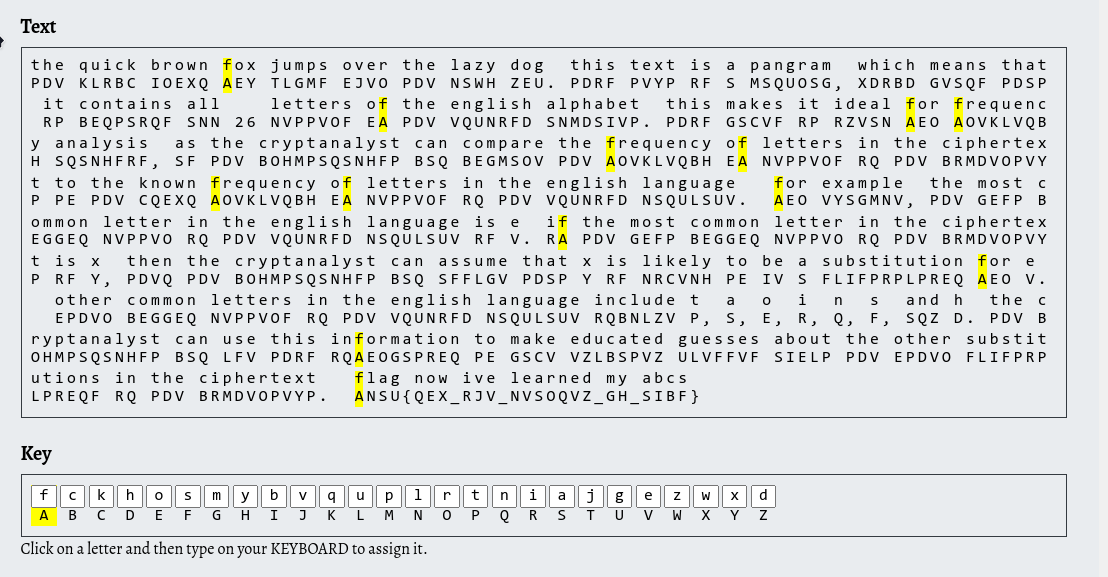 Text
the quick brown fox jumps over the lazy dog  this text is a pangram  which means that
PDV KLRBC IOEXQ AEY TLGMF EJVO PDV NSWH ZEU. PDRF PVYP RF S MSQUOSG, XDRBD GVSQF PDSP
it contains all    letters of the english alphabet  this makes it ideal for frequenc
RP BEQPSRQF SNN 26 NVPPVOF EA PDV VQUNRFD SNMDSIVP. PDRF GSCVF RP RZVSN AEO AOVKLVQB
y analysis  as the cryptanalyst can compare the frequency of letters in the ciphertex
H SQSNHFRF, SF PDV BOHMPSQSNHFP BSQ BEGMSOV PDV AOVKLVQBH EA NVPPVOF RQ PDV BRMDVOPVY
t to the known frequency of letters in the english language   for example  the most c
P PE PDV CQEXQ AOVKLVQBH EA NVPPVOF RQ PDV VQUNRFD NSQULSUV.  AEO VYSGMNV, PDV GEFP B
ommon letter in the english language is e  if the most common letter in the ciphertex
EGGEQ NVPPVO RQ PDV VQUNRFD NSQULSUV RF V. RA PDV GEFP BEGGEQ NVPPVO RQ PDV BRMDVOPVY
t is x  then the cryptanalyst can assume that x is likely to be a substitution for e
P RF Y, PDVQ PDV BOHMPSQSNHFP BSQ SFFLGV PDSP Y RF NRCVNH PE IV S FLIFPRPLPREQ AEO V.
other common letters in the english language include t  a  o  i  n  s  and h  the c
EPDVO BEGGEQ NVPPVOF RQ PDV VQUNRFD NSQULSUV RQBNLZV P, S, E, R, Q, F, SQZ D. PDV B
ryptanalyst can use this information to make educated guesses about the other substit
OHMPSQSNHFP BSQ LFV PDRF RQAEOGSPREQ PE GSCV VZLBSPVZ ULVFFVF SIELP PDV EPDVO FLIFPRP
utions in the ciphertext   flag now ive learned my abcs
LPREQF RQ PDV BRMDVOPVYP.  ANSU{QEX_RJV_NVSOQVZ_GH_SIBF}
Key
f c k h o s m y b v q u p l r t n i a j g e z w x d
A B C D E F G H I J K L M N O P Q R S T U V W X Y Z
Click on a letter and then type on your KEYBOARD to assign it.